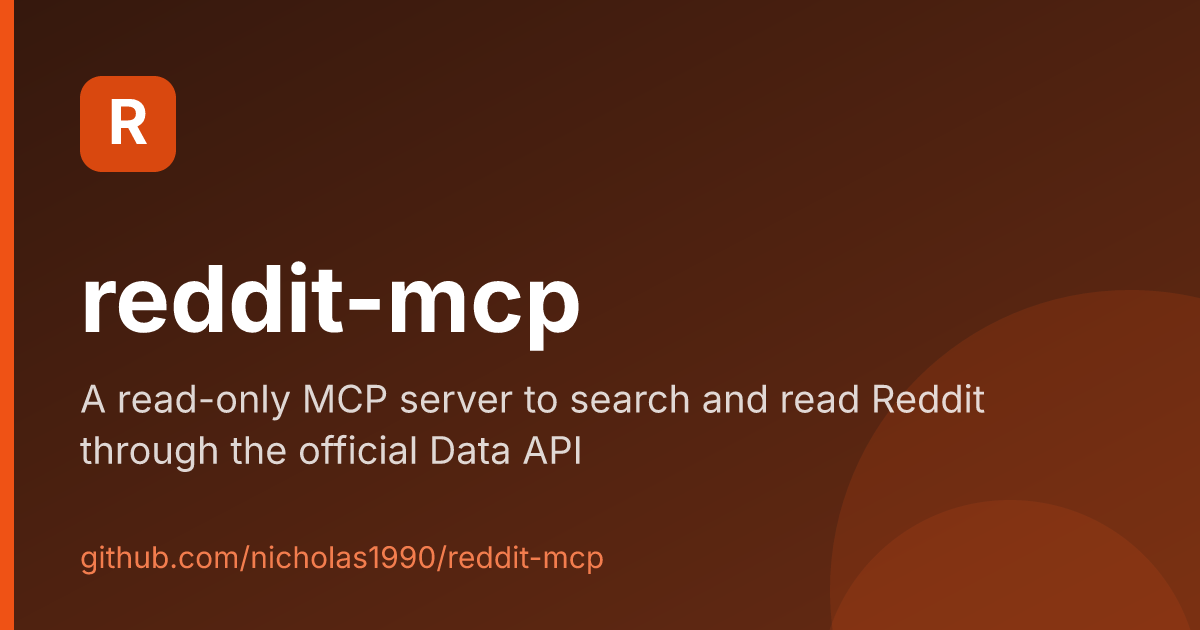 R
reddit-mcp
A read-only MCP server to search and read Reddit
through the official Data API
github.com/nicholas1990/reddit-mcp